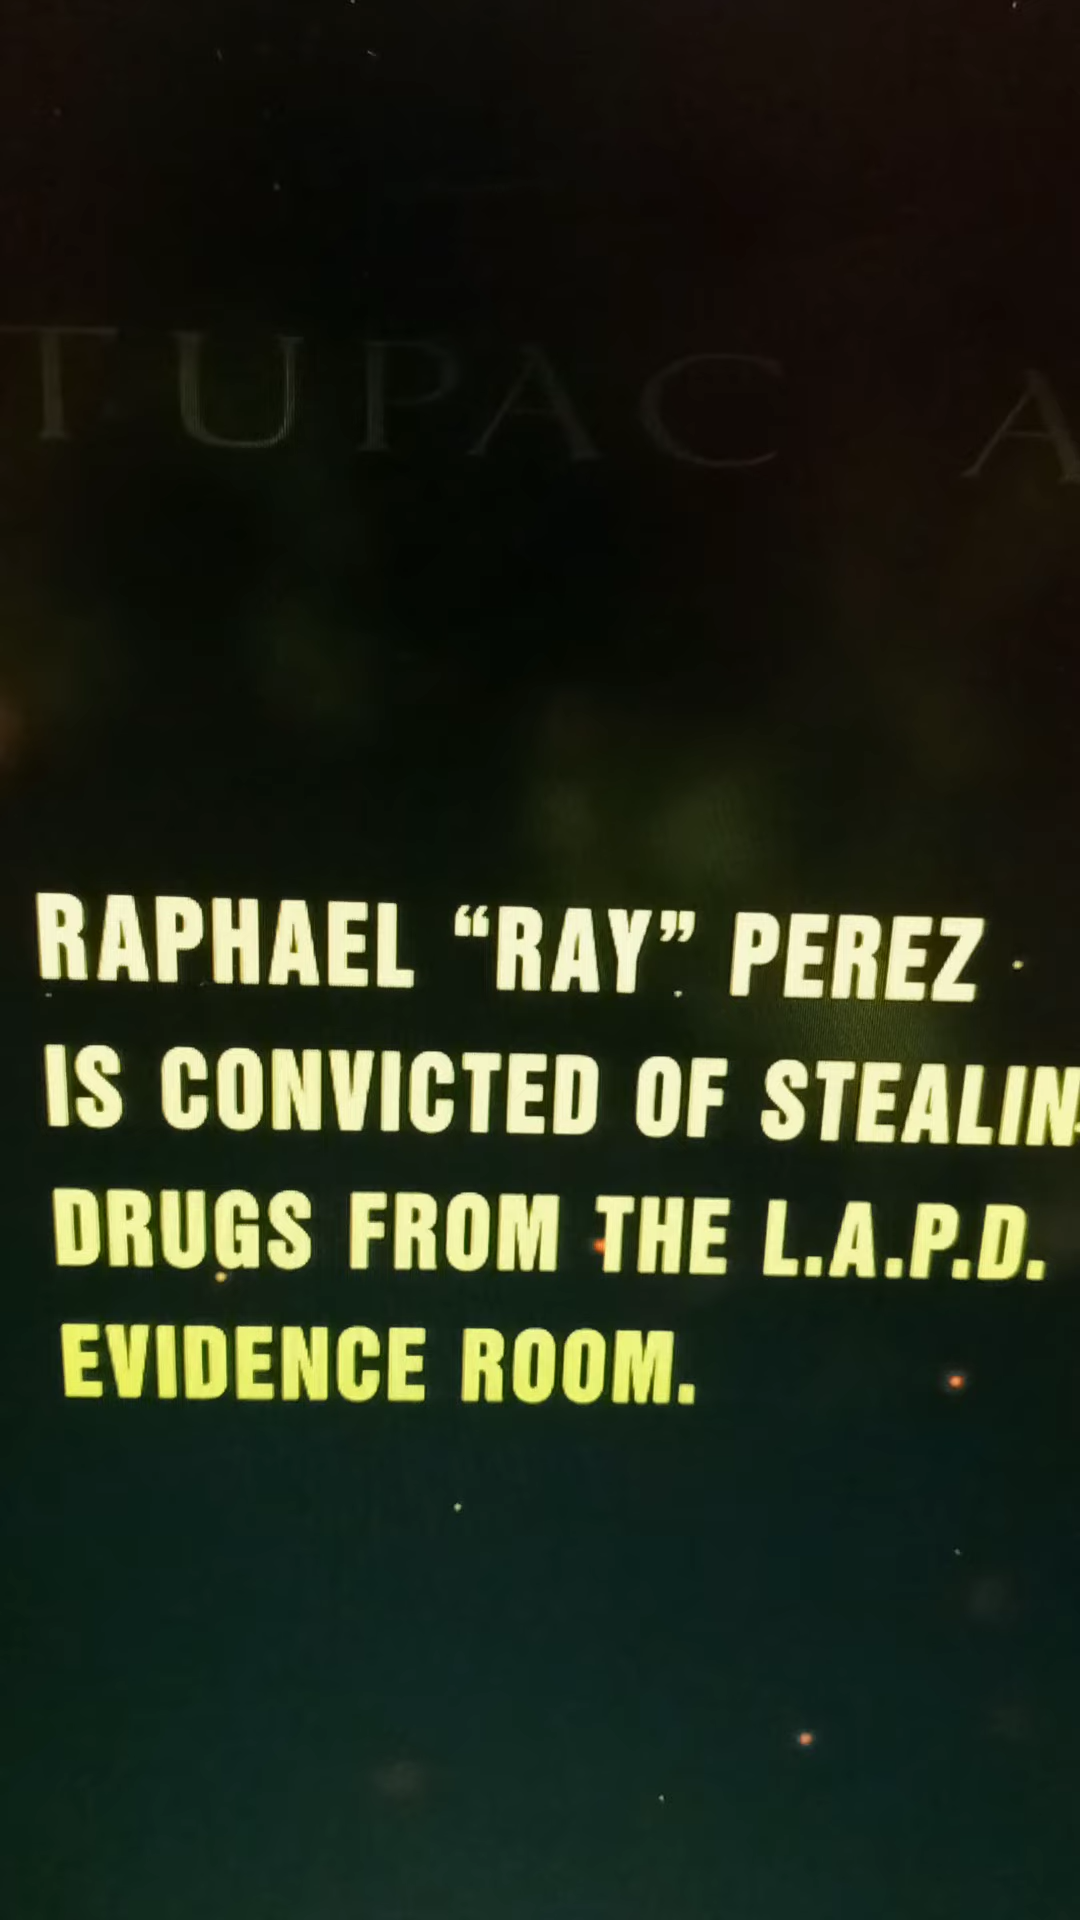 TUPAC A
RAPHAEL “RAY” PEREZ
IS CONVICTED OF STEALIN
DRUGS FROM THE L.A.P.D.
EVIDENCE ROOM.